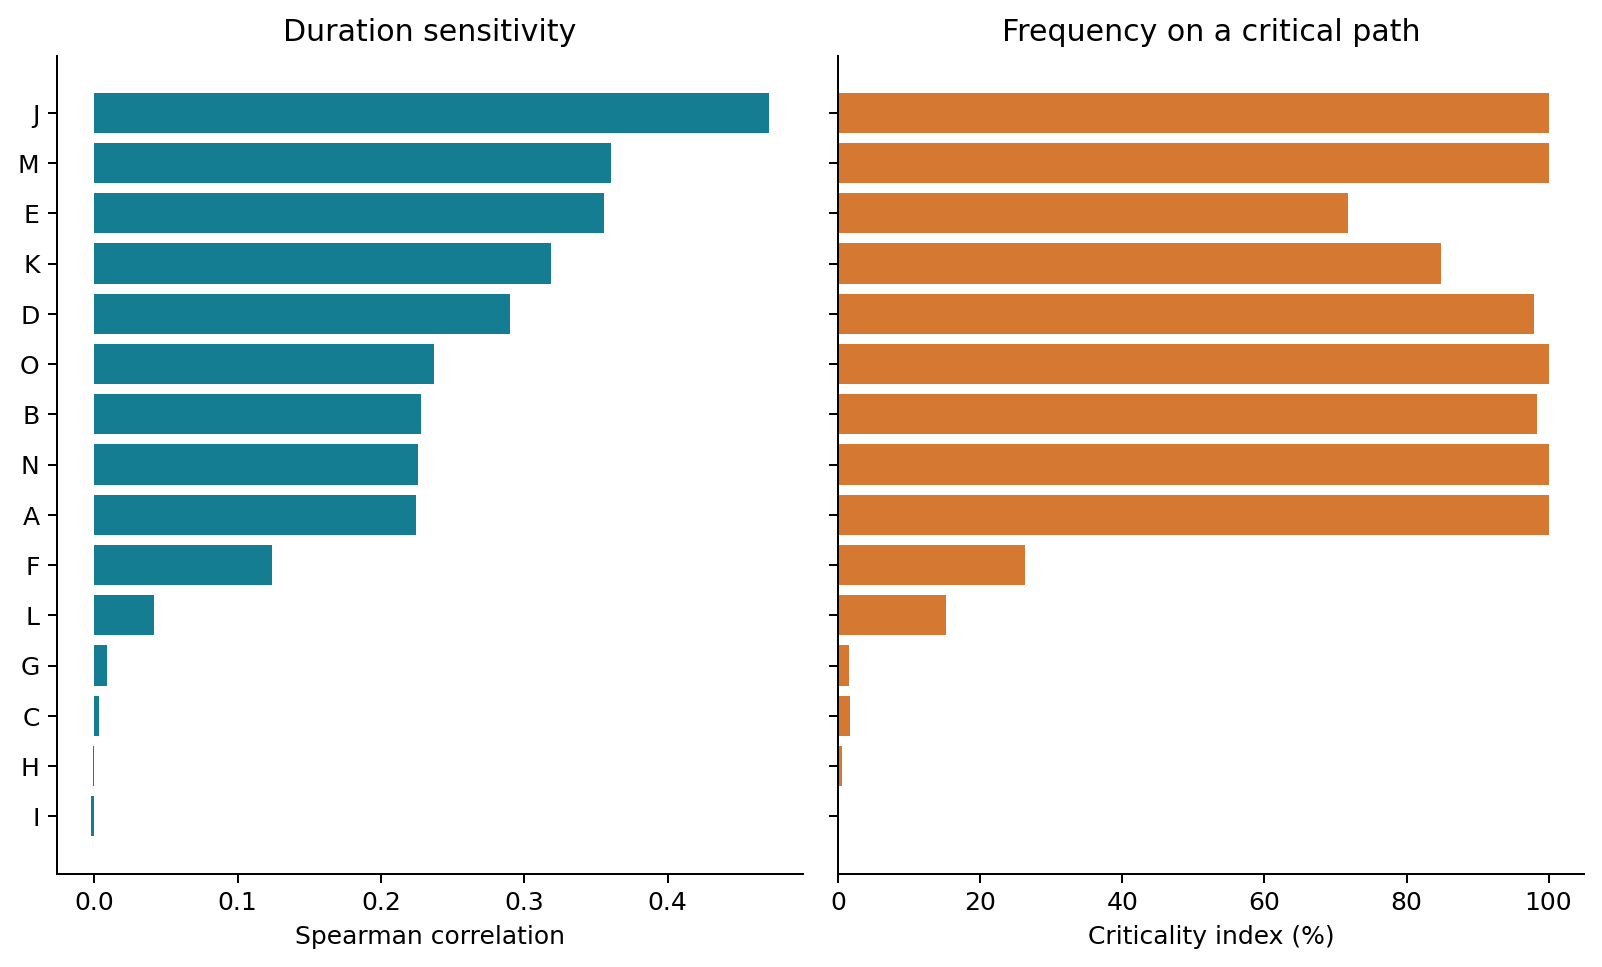 Duration sensitivity
J
M
E
K
D
O
B
N
A
F
L
G
C
H
I
0.0 0.1 0.2 0.3 0.4
Spearman correlation
Frequency on a critical path
0 20 40 60 80 100
Criticality index (%)